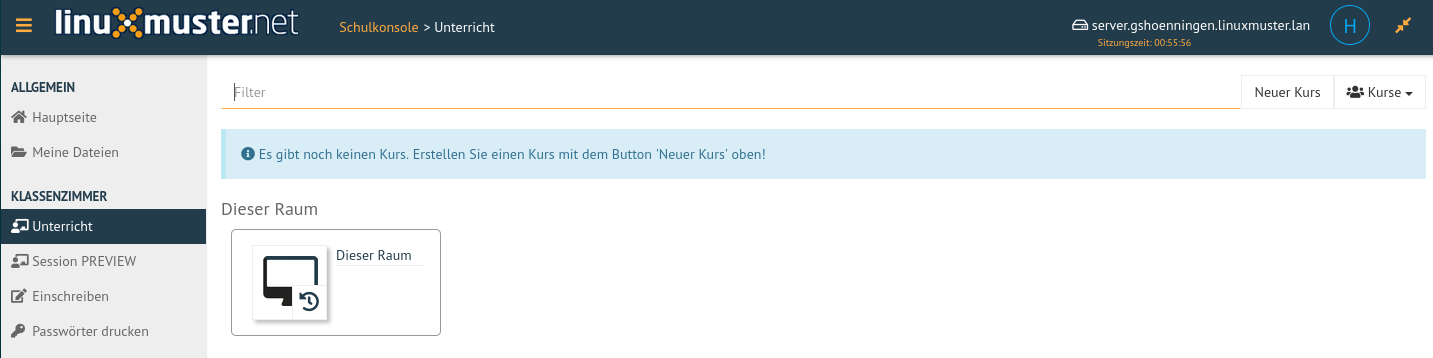 linuxmuster.net
Schulkonsole > Unterricht
server.gshoenningen.linuxmuster.lan
Sitzungszeit: 00:55:56
H
ALLGEMEIN
Hauptseite
Meine Dateien
KLASSENZIMMER
Unterricht
Session PREVIEW
Einschreiben
Passwörter drucken
Filter
Neuer Kurs
Kurse
Es gibt noch keinen Kurs. Erstellen Sie einen Kurs mit dem Button 'Neuer Kurs' oben!
Dieser Raum
Dieser Raum